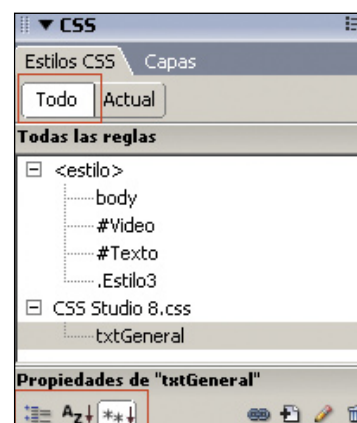 CSS
Estilos CSS Capas
Todo Actual
Todas las reglas
<estilo>
body
#Video
#Texto
.Estilo3
CSS Studio 8.css
txtGeneral
Propiedades de "txtGeneral"
AZ↓ **↓